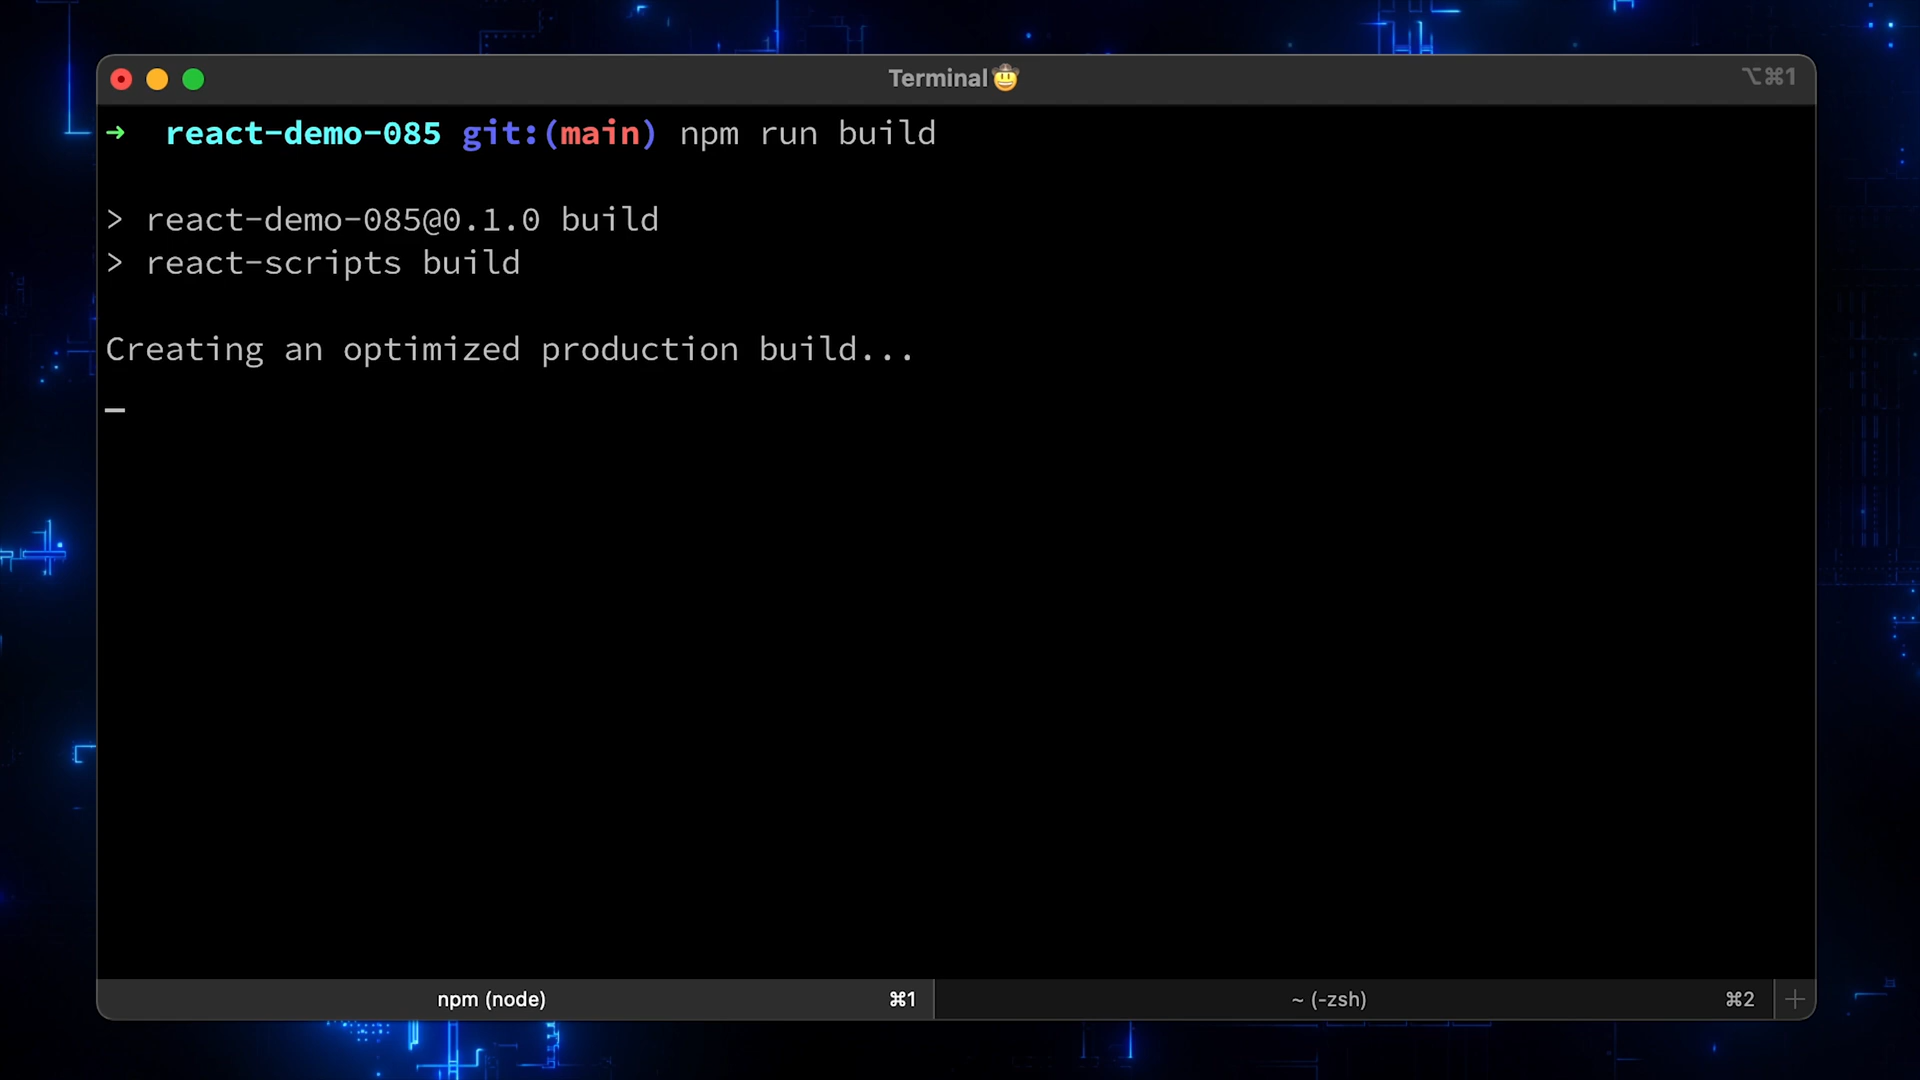 Terminal🤠
⌥⌘1
→ react-demo-085 git:(main) npm run build
> react-demo-085@0.1.0 build
> react-scripts build
Creating an optimized production build...
npm (node) ⌘1
~ (-zsh) ⌘2